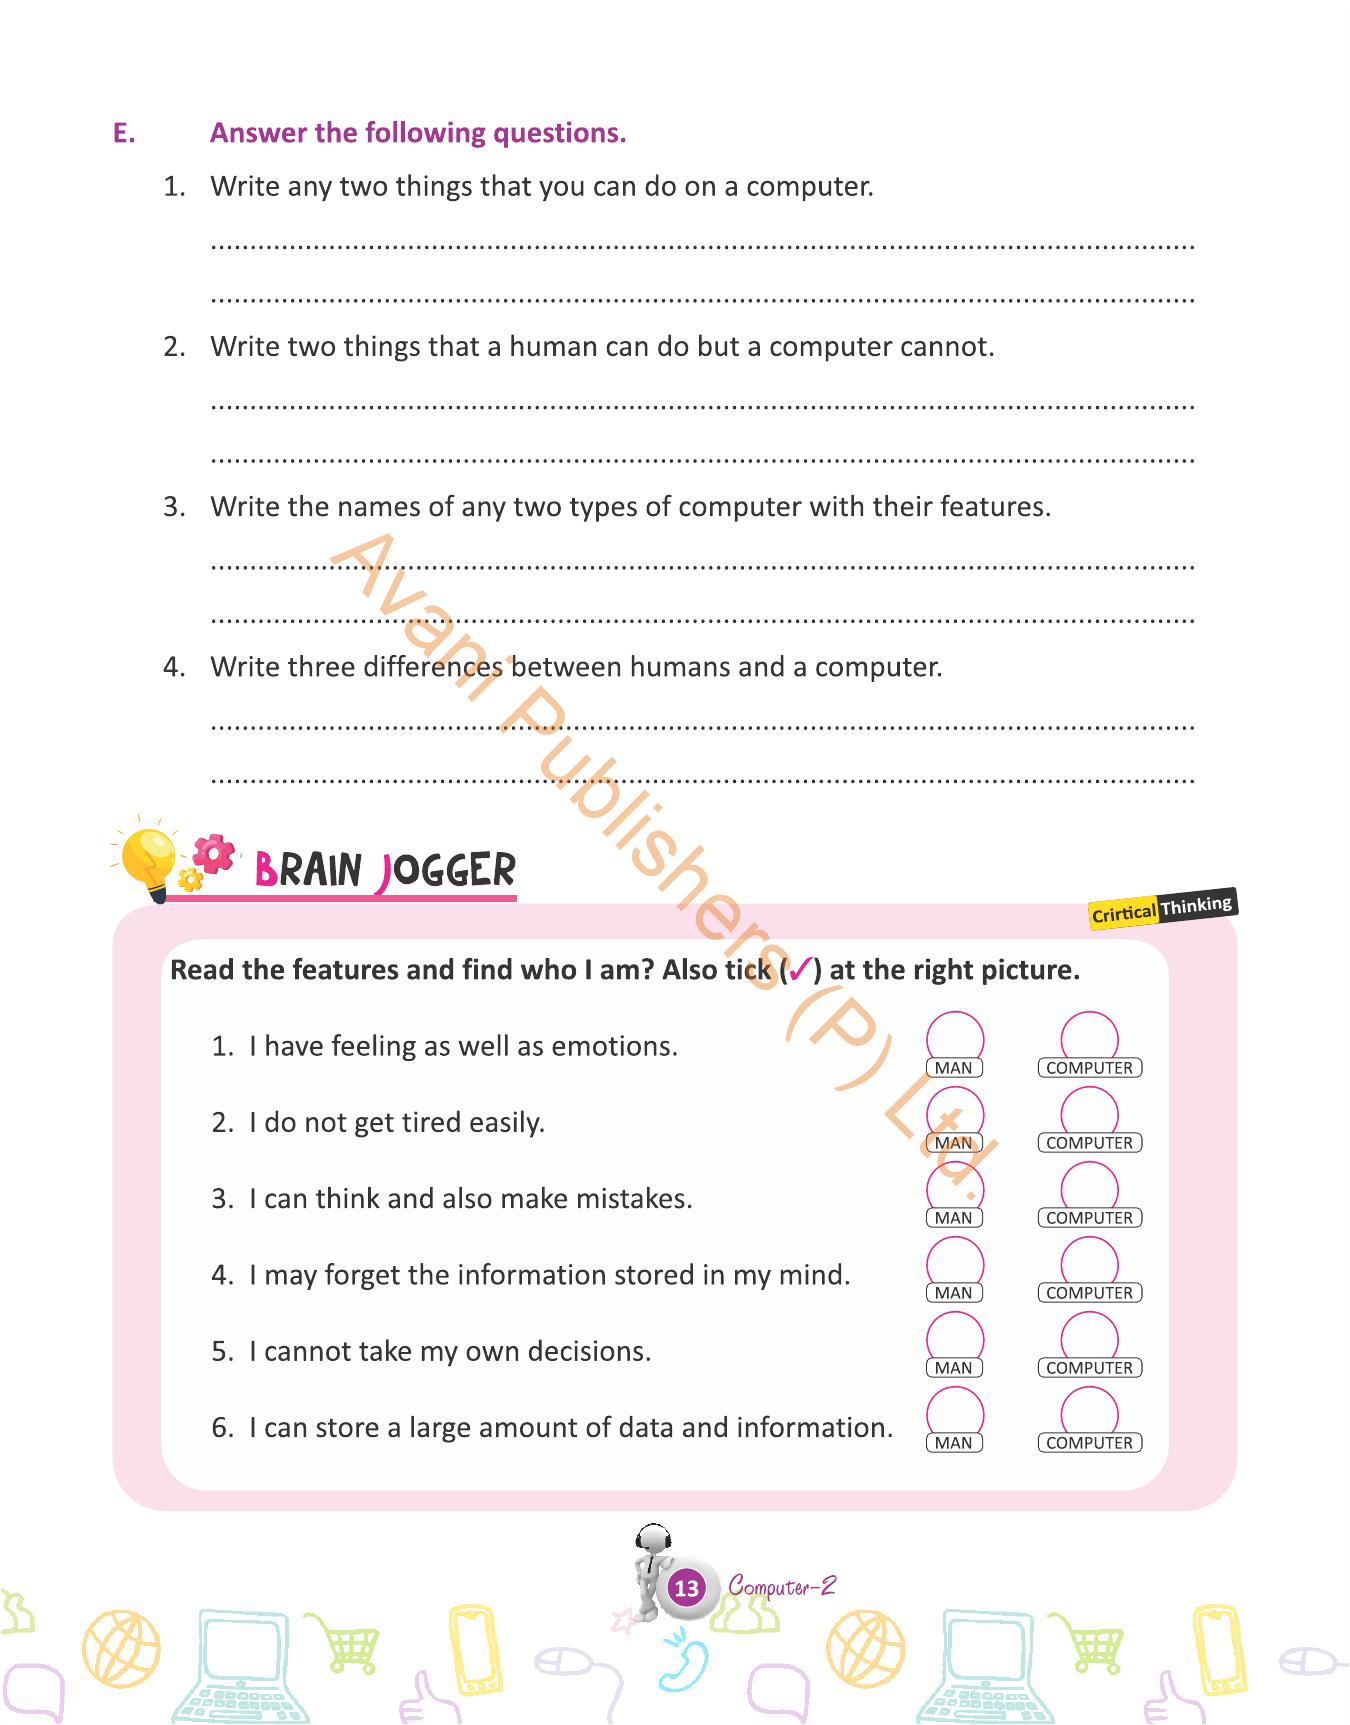 E. Answer the following questions.
1. Write any two things that you can do on a computer.
2. Write two things that a human can do but a computer cannot.
3. Write the names of any two types of computer with their features.
4. Write three differences between humans and a computer.
Avani Publishers (P) Ltd.
BRAIN JOGGER
Crirtical Thinking
Read the features and find who I am? Also tick (✓) at the right picture.
1. I have feeling as well as emotions. MAN COMPUTER
2. I do not get tired easily. MAN COMPUTER
3. I can think and also make mistakes. MAN COMPUTER
4. I may forget the information stored in my mind. MAN COMPUTER
5. I cannot take my own decisions. MAN COMPUTER
6. I can store a large amount of data and information. MAN COMPUTER
13 Computer-2